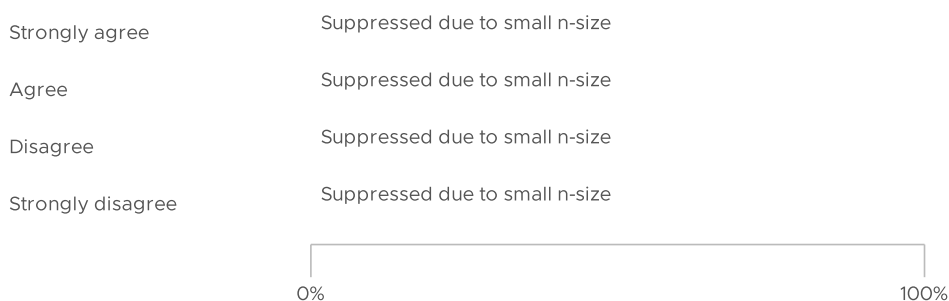 Strongly agree
Suppressed due to small n-size
Agree
Suppressed due to small n-size
Disagree
Suppressed due to small n-size
Strongly disagree
Suppressed due to small n-size
0%
100%